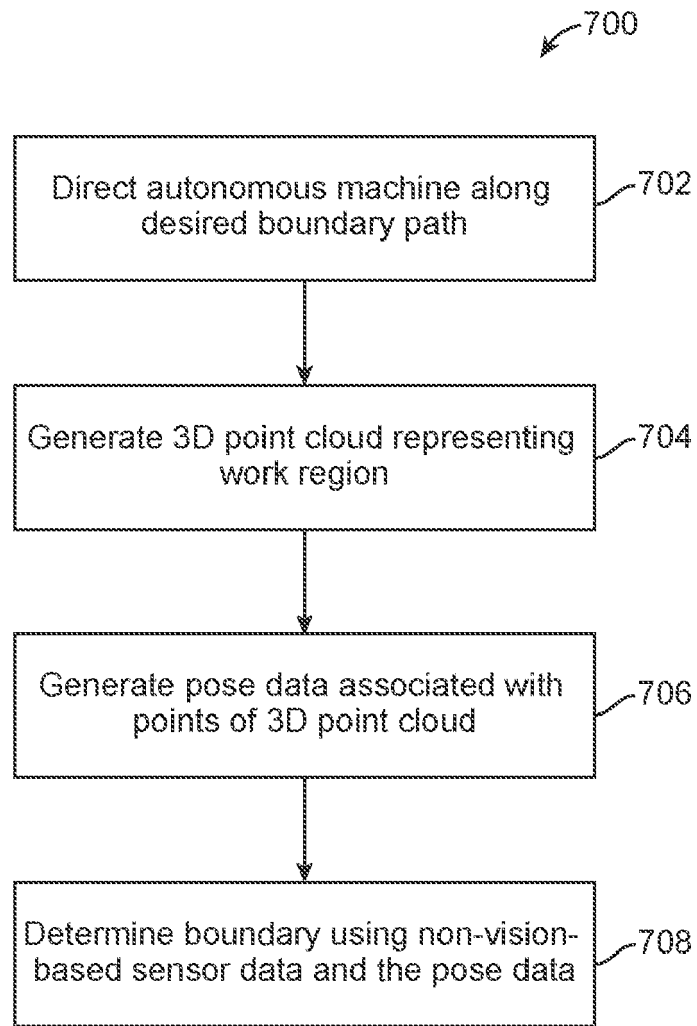 700
Direct autonomous machine along
desired boundary path
702
Generate 3D point cloud representing
work region
704
Generate pose data associated with
points of 3D point cloud
706
Determine boundary using non-vision-
based sensor data and the pose data
708